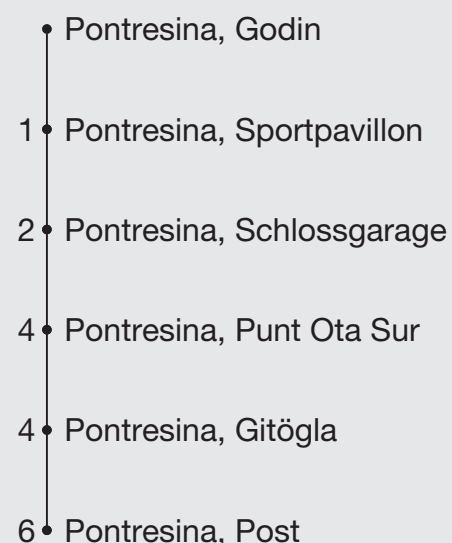 Pontresina, Godin
1 Pontresina, Sportpavillon
2 Pontresina, Schlossgarage
4 Pontresina, Punt Ota Sur
4 Pontresina, Gitögla
6 Pontresina, Post